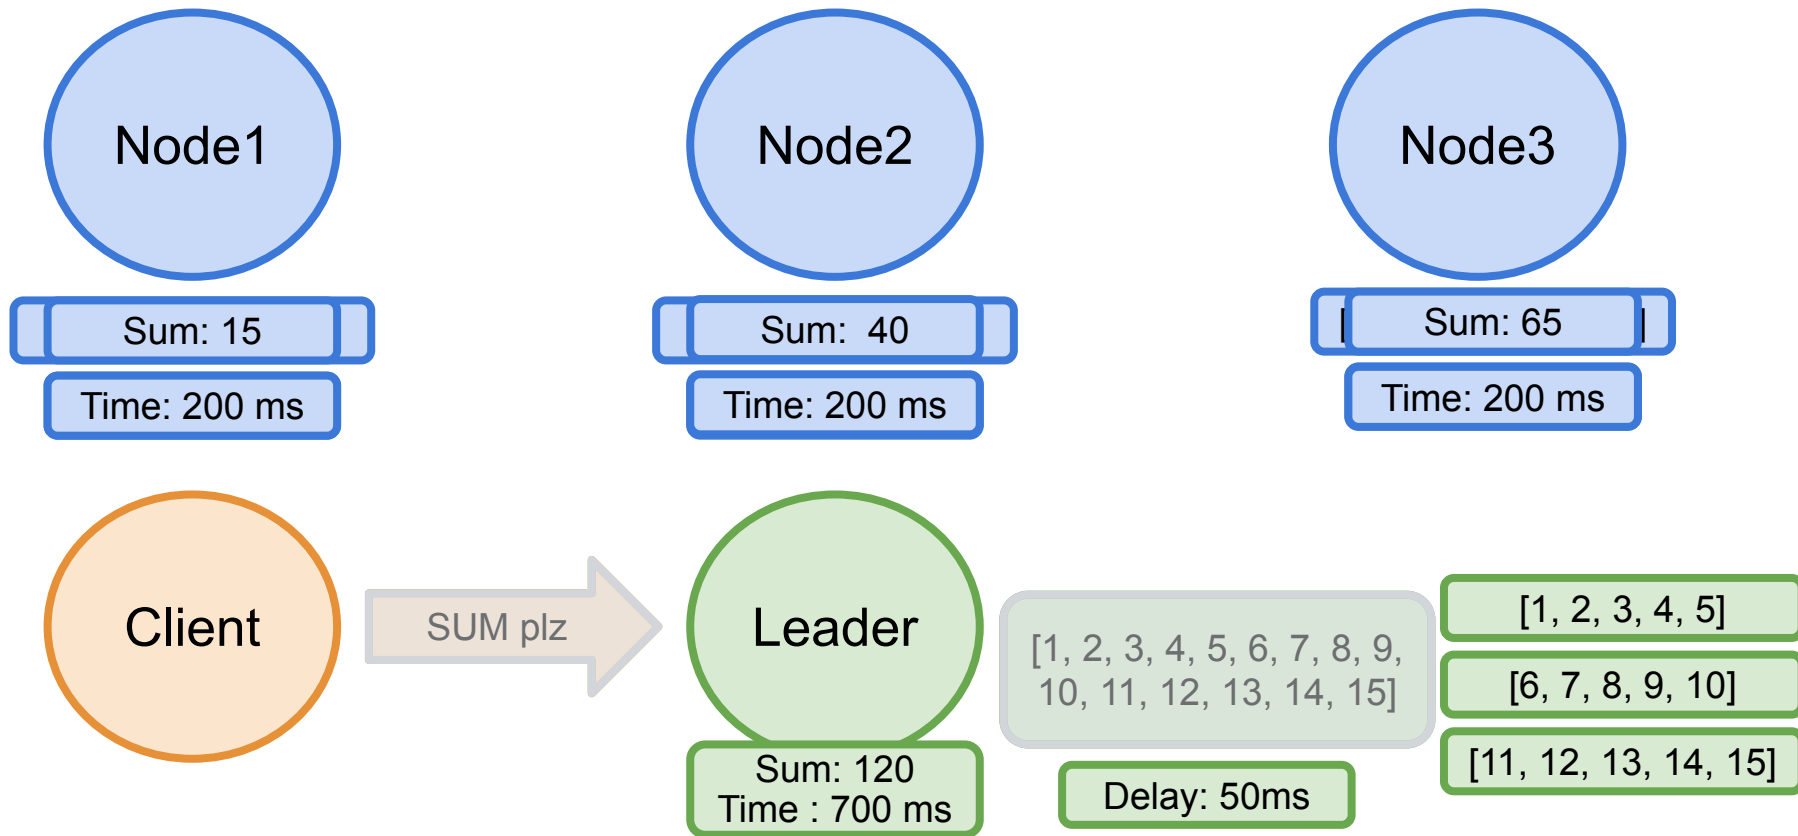 Node1
Node2
Node3
Sum: 15
Sum:  40
[ Sum: 65 ]
Time: 200 ms
Time: 200 ms
Time: 200 ms
Client
SUM plz
Leader
[1, 2, 3, 4, 5, 6, 7, 8, 9,
10, 11, 12, 13, 14, 15]
[1, 2, 3, 4, 5]
[6, 7, 8, 9, 10]
[11, 12, 13, 14, 15]
Sum: 120
Time : 700 ms
Delay: 50ms